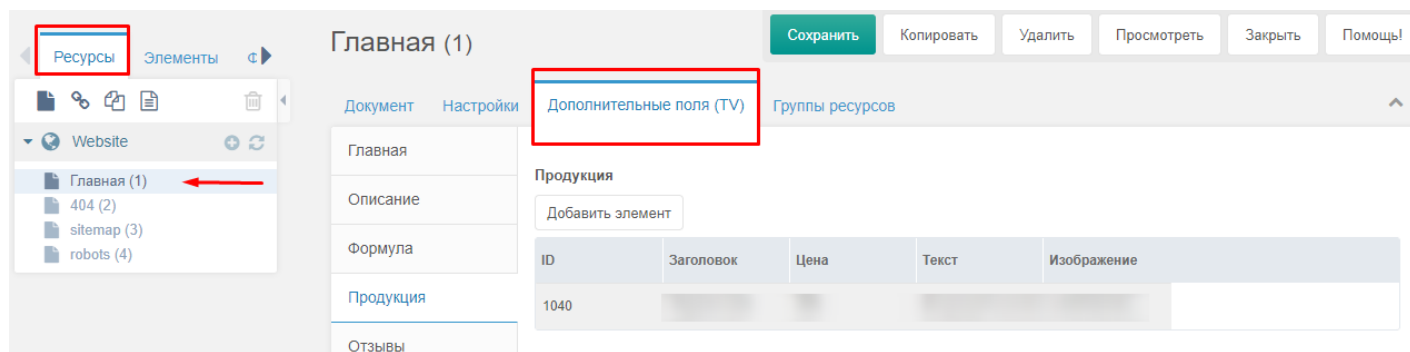 Ресурсы Элементы
Главная (1)
Сохранить Копировать Удалить Просмотреть Закрыть Помощь!
Website
Главная (1)
404 (2)
sitemap (3)
robots (4)
Документ Настройки Дополнительные поля (TV) Группы ресурсов
Главная
Описание
Формула
Продукция
Отзывы
Продукция
Добавить элемент
ID Заголовок Цена Текст Изображение
1040